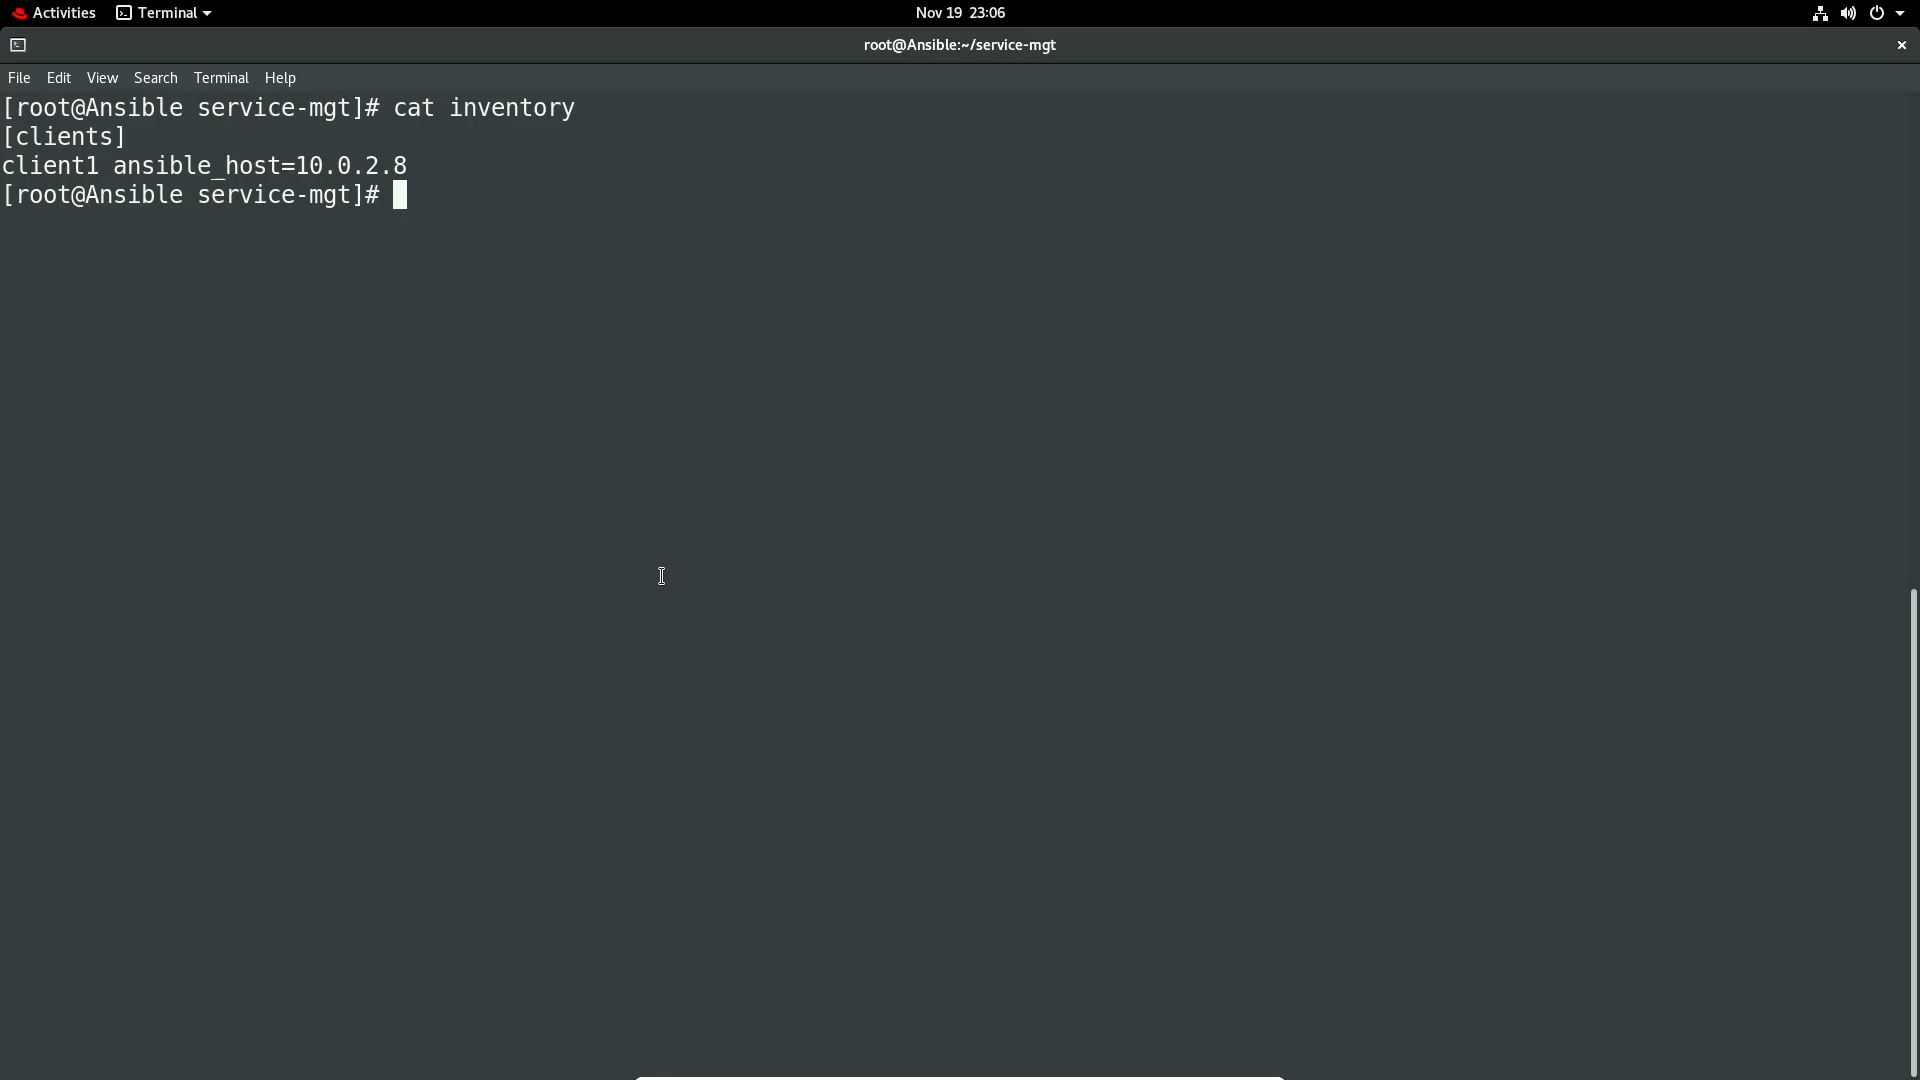 Activities Terminal Nov 19 23:06
root@Ansible:~/service-mgt
File Edit View Search Terminal Help
[root@Ansible service-mgt]# cat inventory
[clients]
client1 ansible_host=10.0.2.8
[root@Ansible service-mgt]#